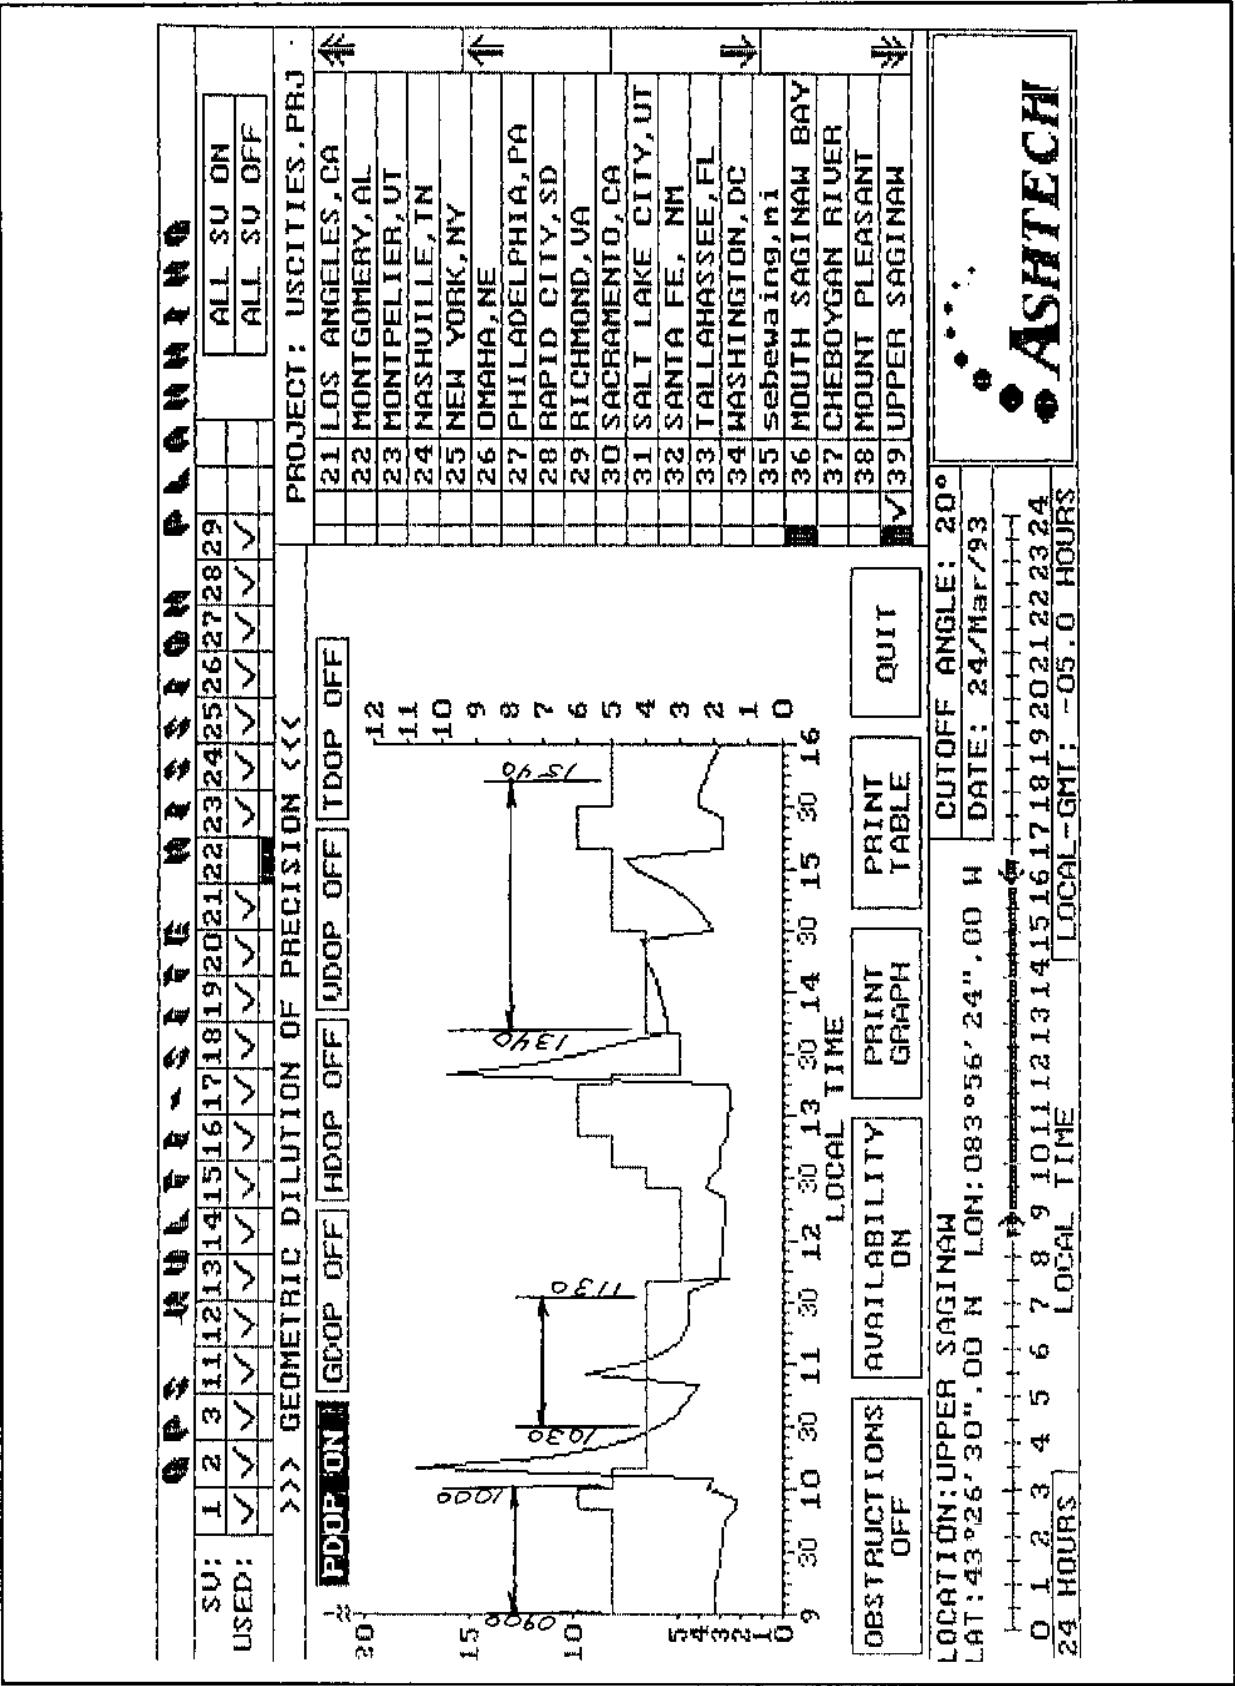 GPS MULTI-SITE MISSION PLANNING
SV: 1 2 3 11 12 13 14 15 16 17 18 19 20 21 22 23 24 25 26 27 28 29
USED: ✓ ✓ ✓ ✓ ✓ ✓ ✓ ✓ ✓ ✓ ✓ ✓ ✓ ✓ ✓ ✓ ✓ ✓ ✓ ✓ ✓
ALL SV ON
ALL SV OFF
>>> GEOMETRIC DILUTION OF PRECISION <<<
PROJECT: USCITIES.PRJ
PDOP ON
GDOP OFF
HDOP OFF
VDOP OFF
TDOP OFF
21 LOS ANGELES,CA
22 MONTGOMERY,AL
23 MONTPELIER,VT
24 NASHVILLE,TN
25 NEW YORK,NY
26 OMAHA,NE
27 PHILADELPHIA,PA
28 RAPID CITY,SD
29 RICHMOND,VA
30 SACRAMENTO,CA
31 SALT LAKE CITY,UT
32 SANTA FE, NM
33 TALLAHASSEE,FL
34 WASHINGTON,DC
35 sebewaing,mi
36 MOUTH SAGINAW BAY
37 CHEBOYGAN RIVER
38 MOUNT PLEASANT
✓ 39 UPPER SAGINAW
20
15
10
5
4
3
2
1
0
0900
1000
1030
1130
1340
1540
12
11
10
9
8
7
6
5
4
3
2
1
0
9 30 10 30 11 30 12 30 13 30 14 30 15 30 16
LOCAL TIME
OBSTRUCTIONS
OFF
AVAILABILITY
ON
PRINT
GRAPH
PRINT
TABLE
QUIT
LOCATION:UPPER SAGINAW
LAT:43°26'30".00 N LON:083°56'24".00 W
CUTOFF ANGLE: 20°
DATE: 24/Mar/93
0 1 2 3 4 5 6 7 8 9 10 11 12 13 14 15 16 17 18 19 20 21 22 23 24
24 HOURS
LOCAL TIME
LOCAL-GMT: -05.0 HOURS
ASHTECH